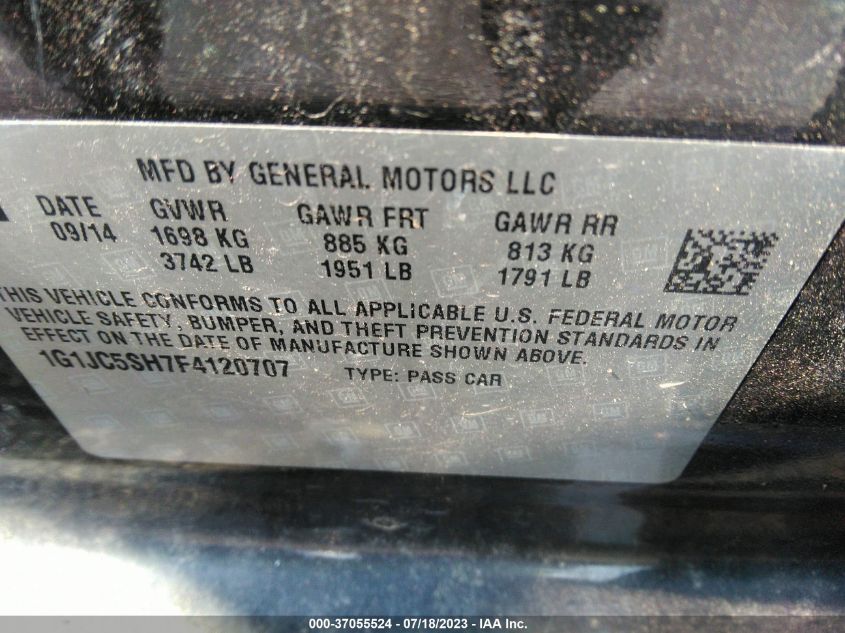 MFD BY GENERAL MOTORS LLC
DATE GVWR GAWR FRT GAWR RR
09/14 1698 KG 885 KG 813 KG
3742 LB 1951 LB 1791 LB
THIS VEHICLE CONFORMS TO ALL APPLICABLE U.S. FEDERAL MOTOR
VEHICLE SAFETY, BUMPER, AND THEFT PREVENTION STANDARDS IN
EFFECT ON THE DATE OF MANUFACTURE SHOWN ABOVE.
1G1JC5SH7F4120707 TYPE: PASS CAR
000-37055524 - 07/18/2023 - IAA Inc.